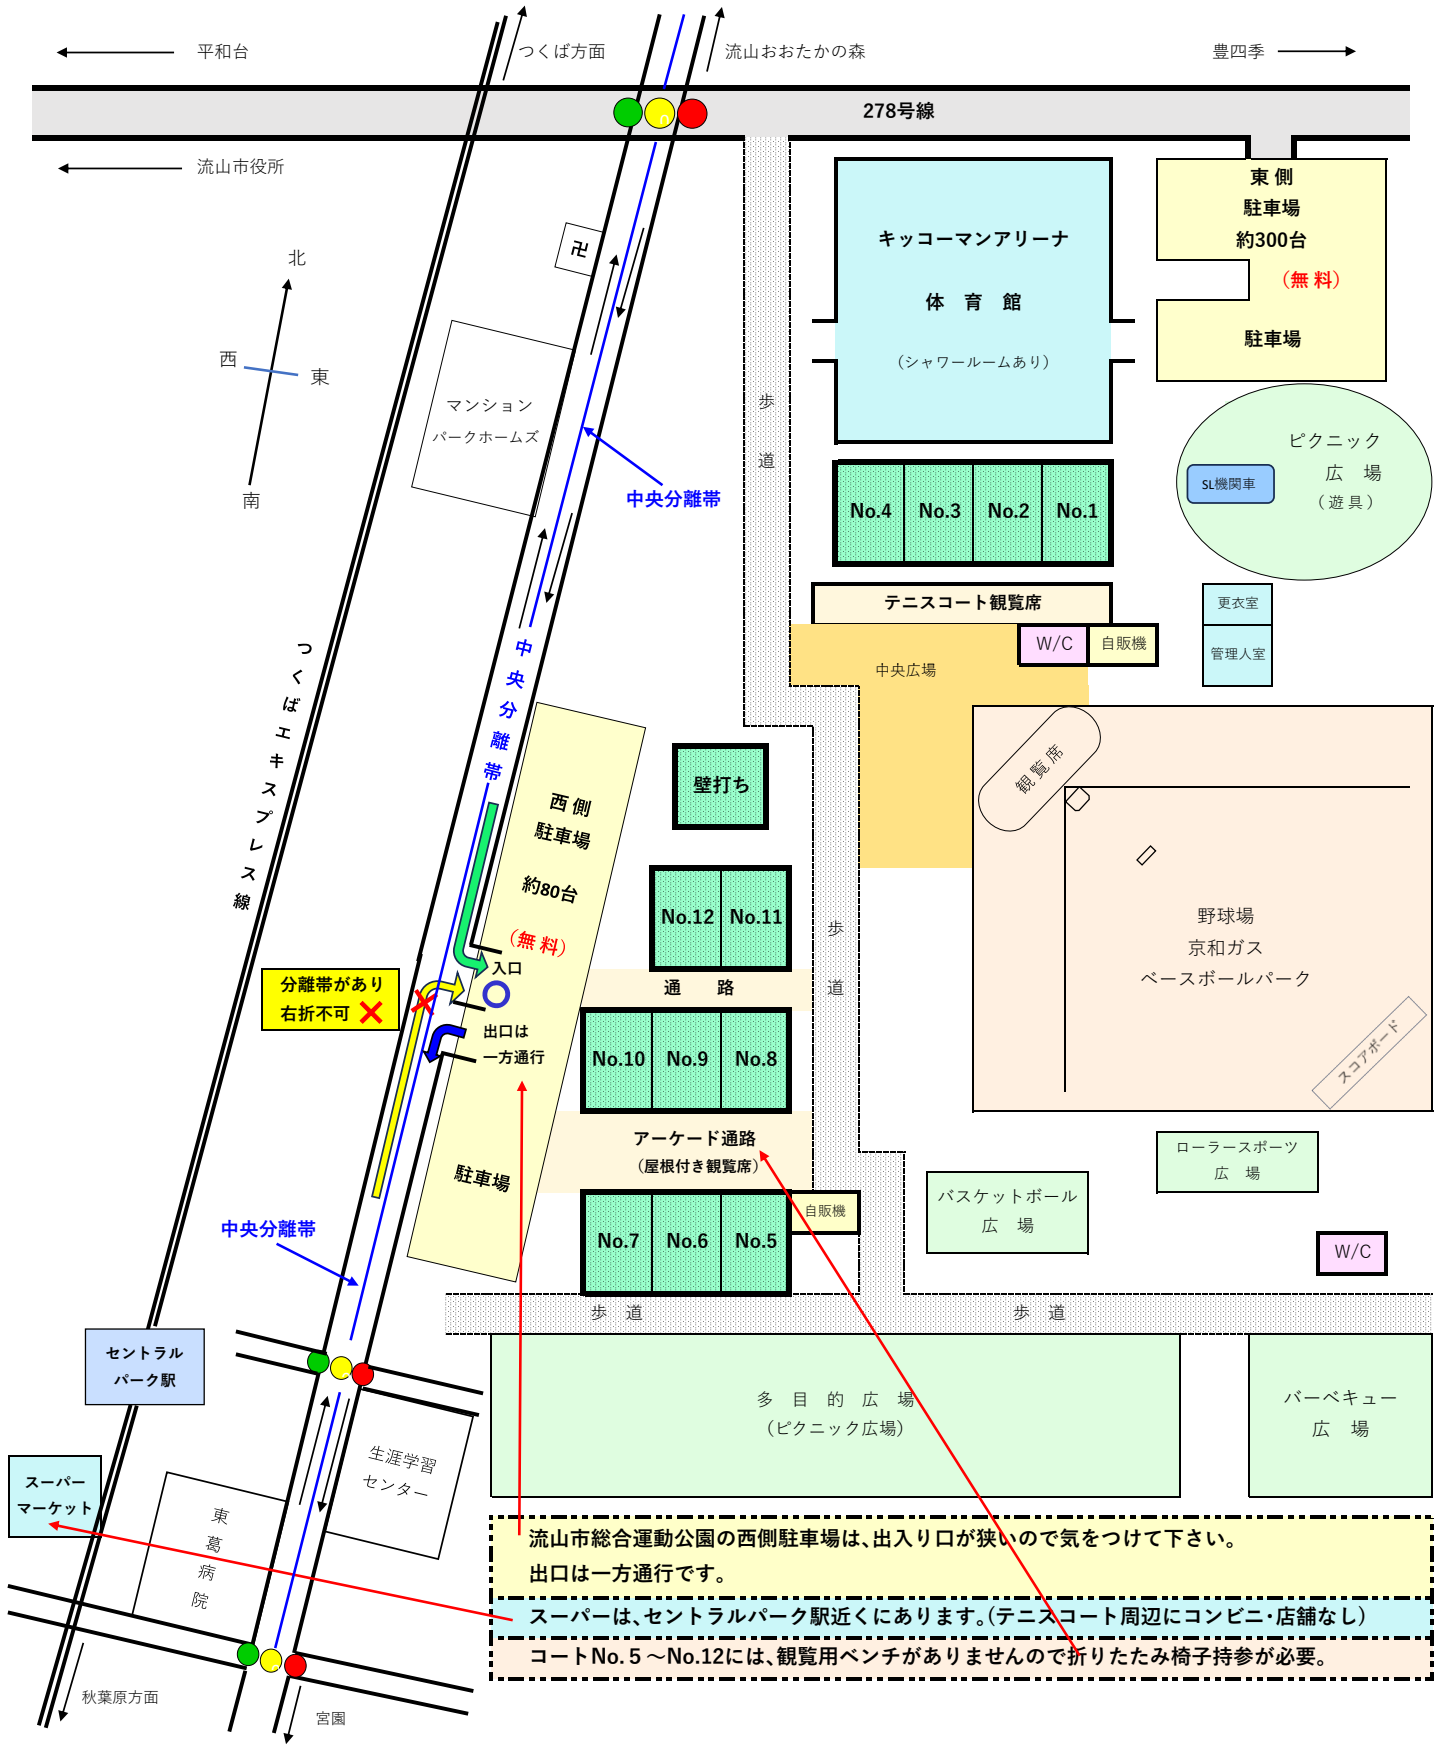 平和台
つくば方面
流山おおたかの森
豊四季
278号線
流山市役所
卍
北
西
東
南
マンション
パークホームズ
中央分離帯
歩
道
キッコーマンアリーナ
体 育 館
（シャワールームあり）
東 側
駐車場
約300台
（無 料）
駐車場
ピクニック
広 場
（ 遊 具 ）
SL機関車
No.4 No.3 No.2 No.1
テニスコート観覧席
W/C
自販機
中央広場
更衣室
管理人室
つくばエキスプレス線
中央分離帯
西 側
駐車場
約80台
（無 料）
入口
出口は
一方通行
駐車場
分離帯があり
右折不可
壁打ち
No.12 No.11
通 路
No.10 No.9 No.8
アーケード通路
（屋根付き観覧席）
No.7 No.6 No.5
自販機
歩
道
観 覧 席
野球場
京和ガス
ベースボールパーク
スコアボード
ローラースポーツ
広 場
バスケットボール
広 場
W/C
中央分離帯
歩 道
歩 道
多 目 的 広 場
（ピクニック広場）
バーベキュー
広 場
セントラル
パーク駅
スーパー
マーケット
生涯学習
センター
東葛病院
秋葉原方面
宮園
流山市総合運動公園の西側駐車場は、出入り口が狭いので気をつけて下さい。
出口は一方通行です。
スーパーは、セントラルパーク駅近くにあります。（テニスコート周辺にコンビニ・店舗なし）
コートNo.５～No.12には、観覧用ベンチがありませんので折りたたみ椅子持参が必要。